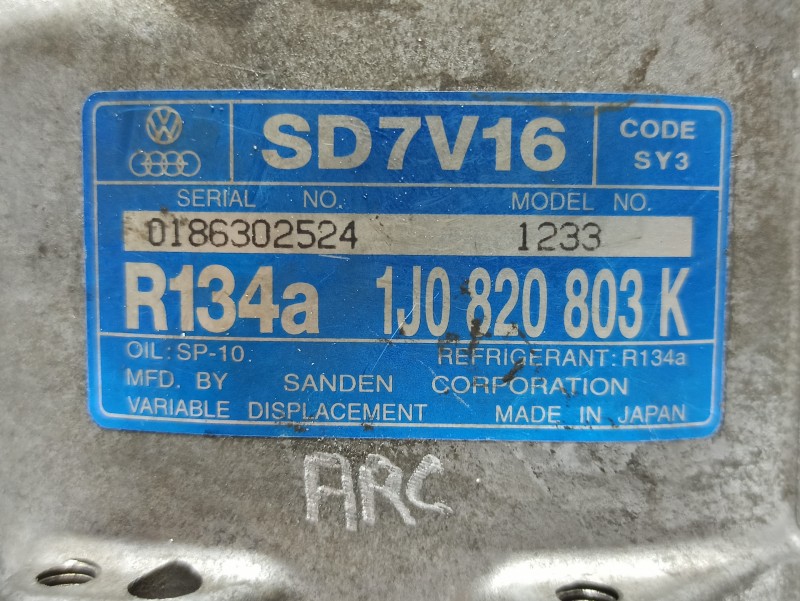 SD7V16
CODE
SY3
SERIAL NO. MODEL NO.
0186302524 1233
R134a 1J0 820 803 K
OIL: SP-10. REFRIGERANT: R134a
MFD. BY SANDEN CORPORATION
VARIABLE DISPLACEMENT MADE IN JAPAN
ARC